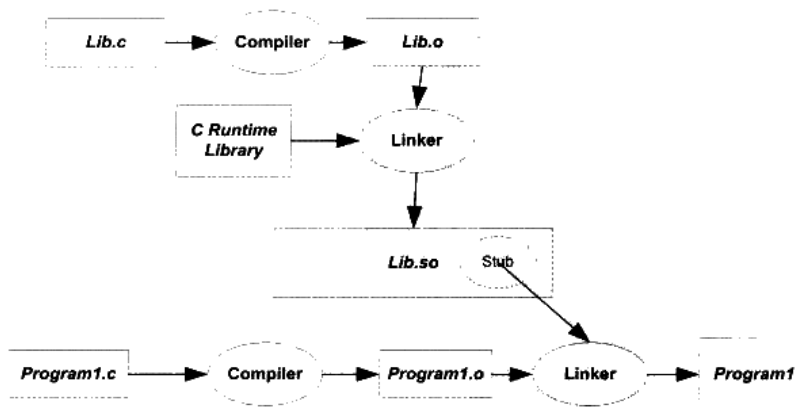 Lib.c
Compiler
Lib.o
C Runtime
Library
Linker
Lib.so
Stub
Program1.c
Compiler
Program1.o
Linker
Program1